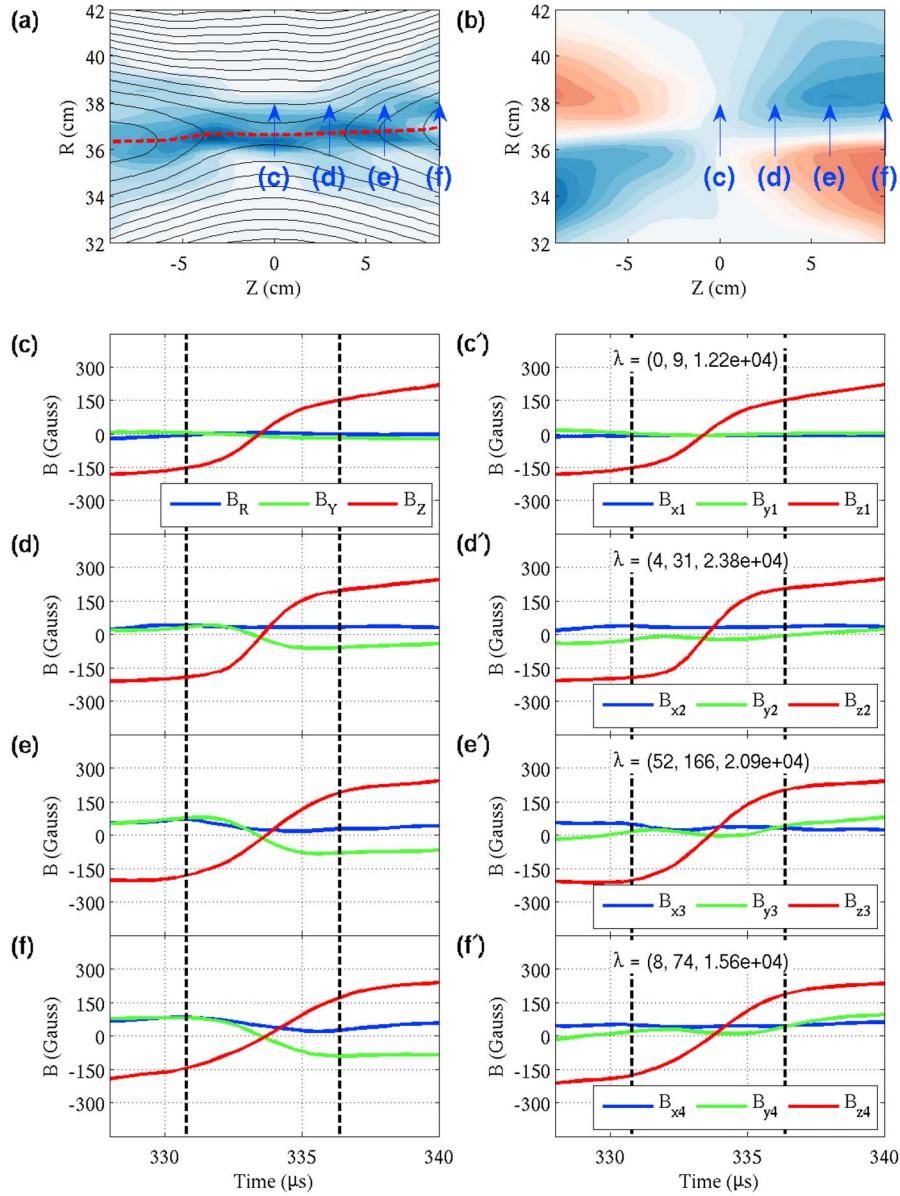 (a)
(b)
42
40
38
36
34
32
R (cm)
(c) (d) (e) (f)
-5 0 5
Z (cm)
42
40
38
36
34
32
R (cm)
(c) (d) (e) (f)
-5 0 5
Z (cm)
(c)
300
150
0
-150
-300
B (Gauss)
B_R B_Y B_Z
(c′)
300
150
0
-150
-300
B (Gauss)
λ = (0, 9, 1.22e+04)
B_x1 B_y1 B_z1
(d)
300
150
0
-150
-300
B (Gauss)
(d′)
300
150
0
-150
-300
B (Gauss)
λ = (4, 31, 2.38e+04)
B_x2 B_y2 B_z2
(e)
300
150
0
-150
-300
B (Gauss)
(e′)
300
150
0
-150
-300
B (Gauss)
λ = (52, 166, 2.09e+04)
B_x3 B_y3 B_z3
(f)
300
150
0
-150
-300
B (Gauss)
330 335 340
Time (μs)
(f′)
300
150
0
-150
-300
B (Gauss)
λ = (8, 74, 1.56e+04)
B_x4 B_y4 B_z4
330 335 340
Time (μs)